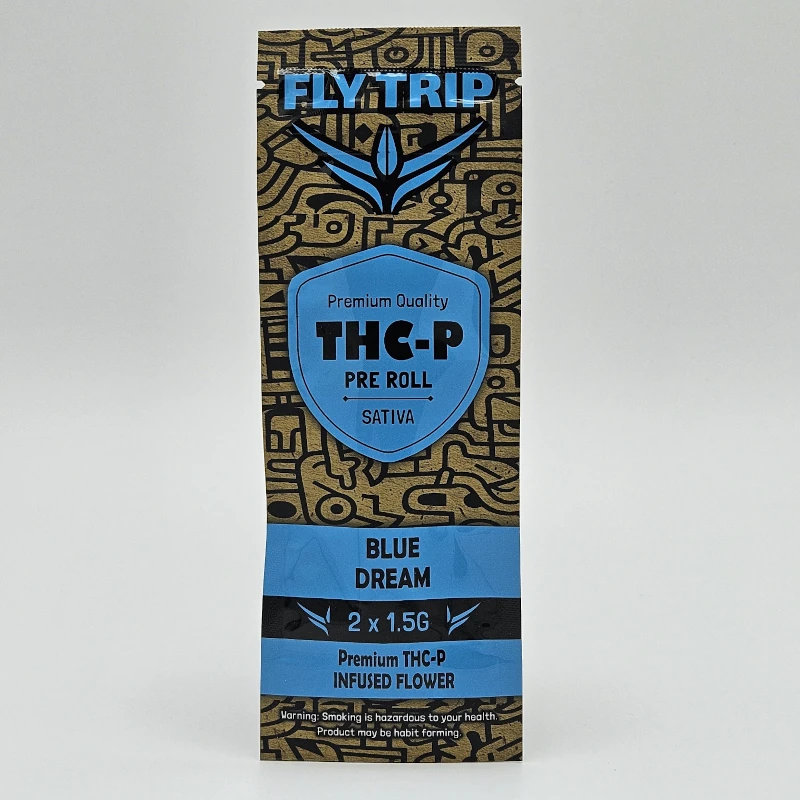 FLY TRIP
Premium Quality
THC-P
PRE ROLL
SATIVA
BLUE
DREAM
2 x 1.5G
Premium THC-P
INFUSED FLOWER
Warning: Smoking is hazardous to your health.
Product may be habit forming.